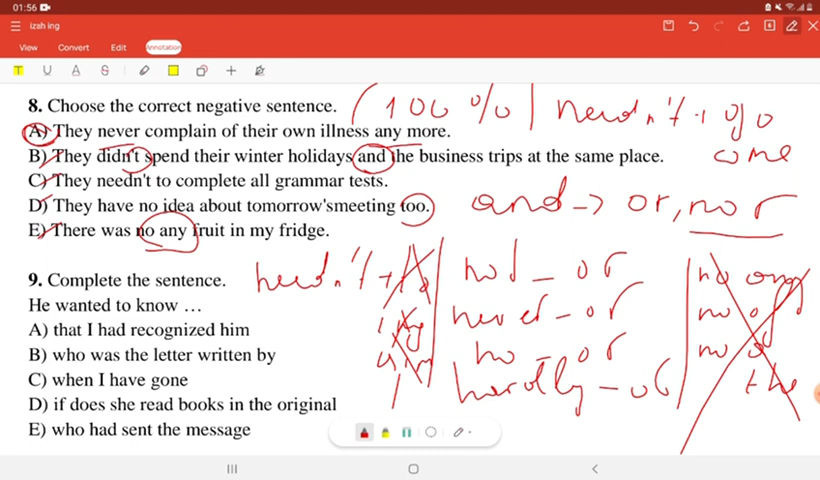 01:56
izah ing
View Convert Edit Annotation
8. Choose the correct negative sentence. (100 % | needn't + go
A) They never complain of their own illness any more.
B) They didn't spend their winter holidays and the business trips at the same place. come
C) They needn't to complete all grammar tests.
D) They have no idea about tomorrow'smeeting too. and → or, nor
E) There was no any fruit in my fridge.
9. Complete the sentence. needn't + not - or no any
He wanted to know …
A) that I had recognized him never - or no a
B) who was the letter written by no - or no
C) when I have gone hardly - or the
D) if does she read books in the original
E) who had sent the message